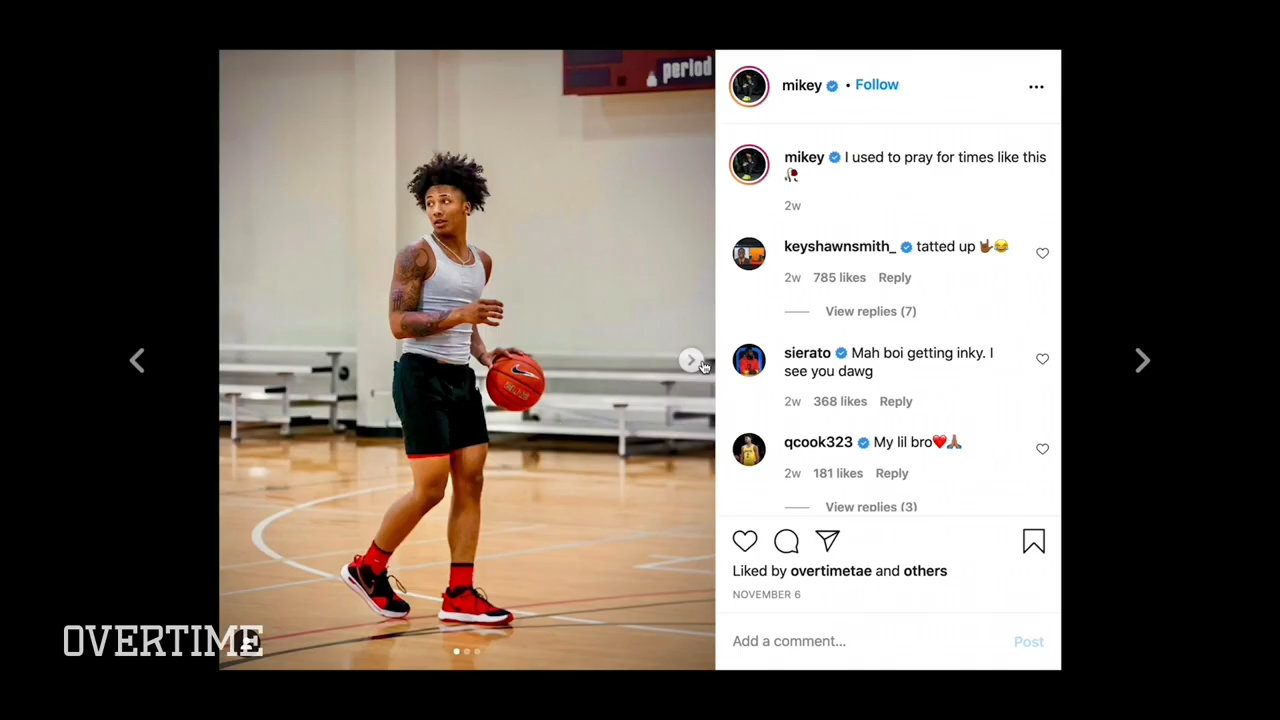 period
mikey • Follow
mikey I used to pray for times like this
🥀
2w
keyshawnsmith_ tatted up 🤟🏾😂
2w 785 likes Reply
View replies (7)
sierato Mah boi getting inky. I
see you dawg
2w 368 likes Reply
qcook323 My lil bro❤️🙏🏽
2w 181 likes Reply
View replies (3)
Liked by overtimetae and others
NOVEMBER 6
Add a comment... Post
OVERTIME